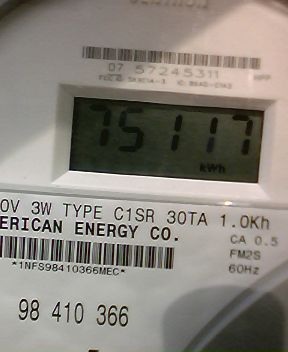 07 57245311
75117
kWh
0V 3W TYPE C1SR 30TA 1.0Kh
ERICAN ENERGY CO.
CA 0.5
*1NFS98410366MEC*
FM2S
60Hz
98 410 366